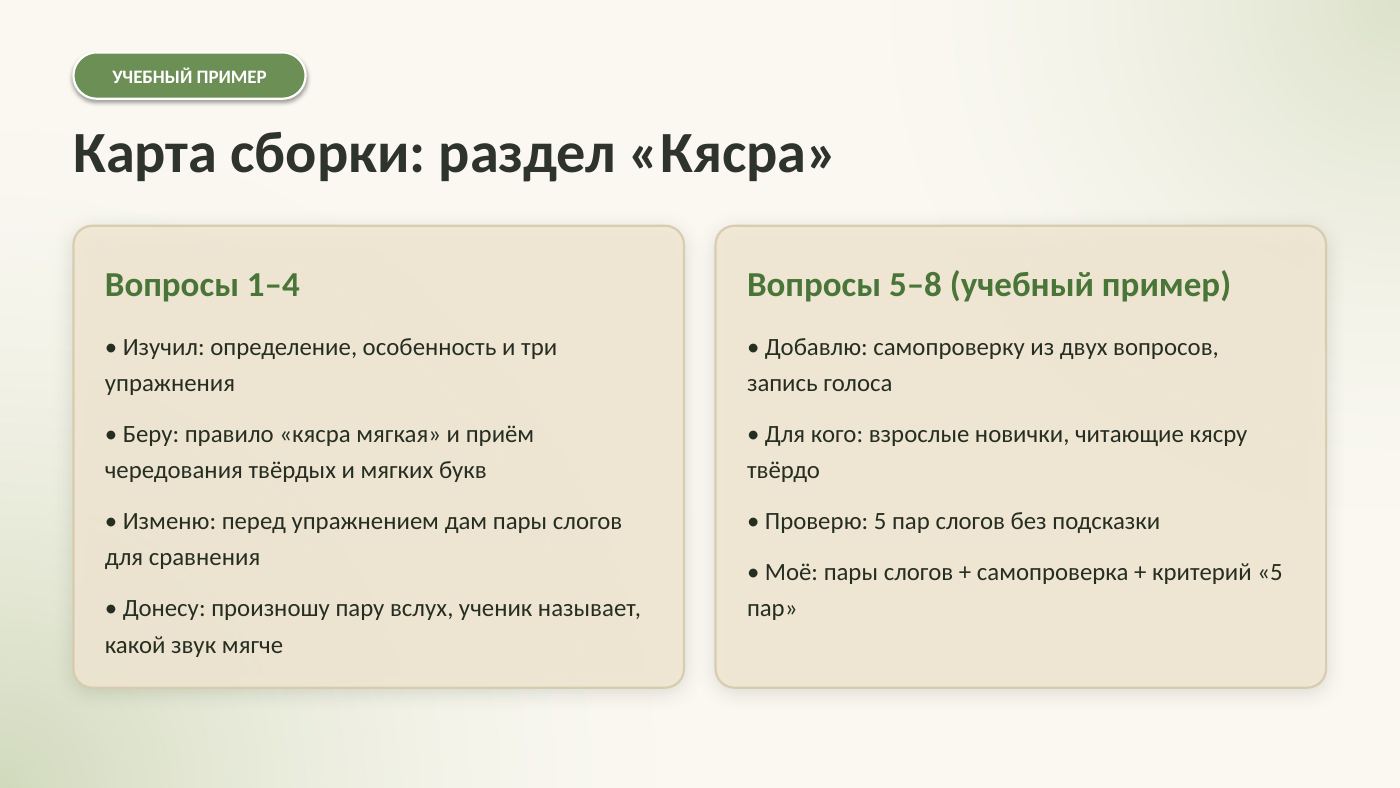 УЧЕБНЫЙ ПРИМЕР
Карта сборки: раздел «Кясра»
Вопросы 1–4
• Изучил: определение, особенность и три
упражнения
• Беру: правило «кясра мягкая» и приём
чередования твёрдых и мягких букв
• Изменю: перед упражнением дам пары слогов
для сравнения
• Донесу: произношу пару вслух, ученик называет,
какой звук мягче
Вопросы 5–8 (учебный пример)
• Добавлю: самопроверку из двух вопросов,
запись голоса
• Для кого: взрослые новички, читающие кясру
твёрдо
• Проверю: 5 пар слогов без подсказки
• Моё: пары слогов + самопроверка + критерий «5
пар»